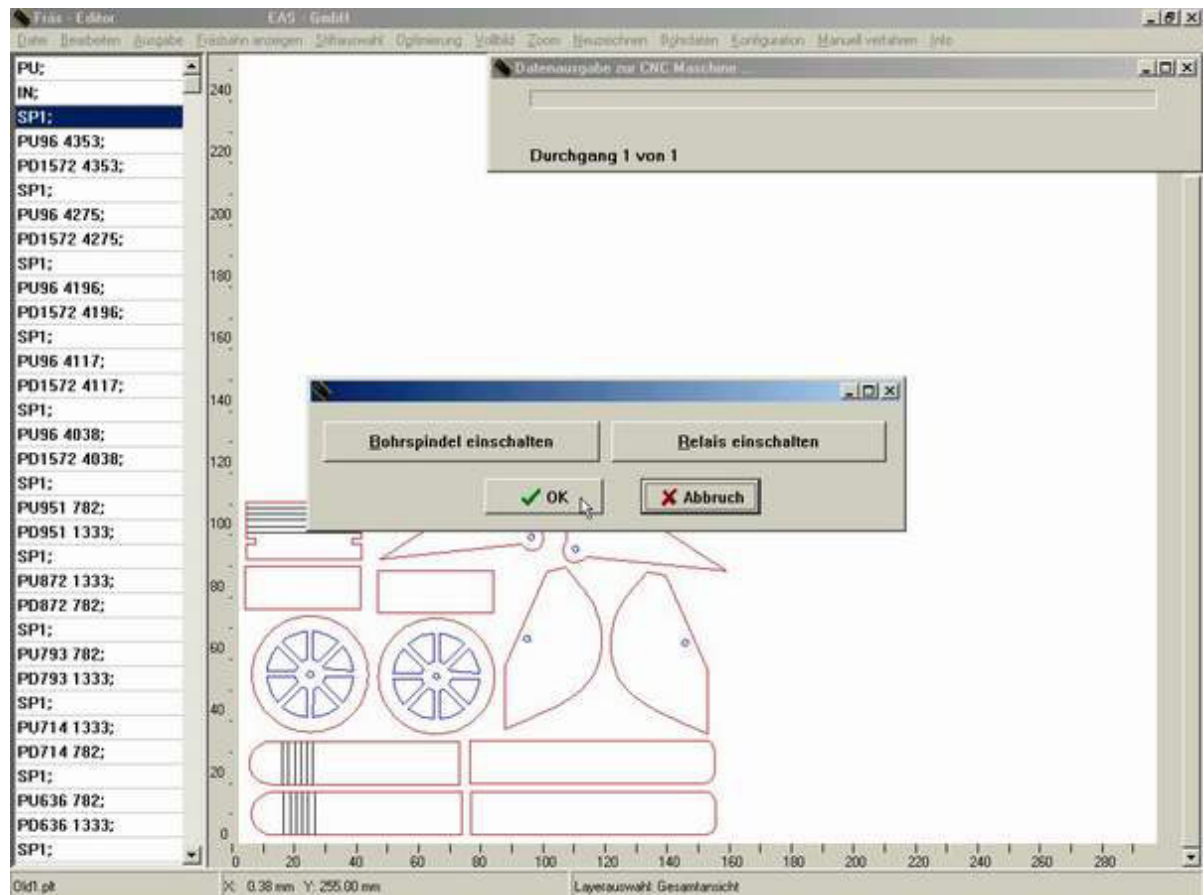 Fräs - Editor EAS - GmbH
Datei Bearbeiten Ausgabe Fräsbahn anzeigen Stiftauswahl Optimierung Vollbild Zoom Neuzeichnen Bohrdaten Konfiguration Manuell verfahren Info
PU;
IN;
SP1;
PU96 4353;
PD1572 4353;
SP1;
PU96 4275;
PD1572 4275;
SP1;
PU96 4196;
PD1572 4196;
SP1;
PU96 4117;
PD1572 4117;
SP1;
PU96 4038;
PD1572 4038;
SP1;
PU951 782;
PD951 1333;
SP1;
PU872 1333;
PD872 782;
SP1;
PU793 782;
PD793 1333;
SP1;
PU714 1333;
PD714 782;
SP1;
PU636 782;
PD636 1333;
SP1;
240
220
200
180
160
140
120
100
80
60
40
20
0
Datenausgabe zur CNC Maschine ...
Durchgang 1 von 1
Bohrspindel einschalten Relais einschalten
OK Abbruch
0 20 40 60 80 100 120 140 160 180 200 220 240 260 280
Old1.plt X: 0.38 mm Y: 255.00 mm Layerauswahl: Gesamtansicht